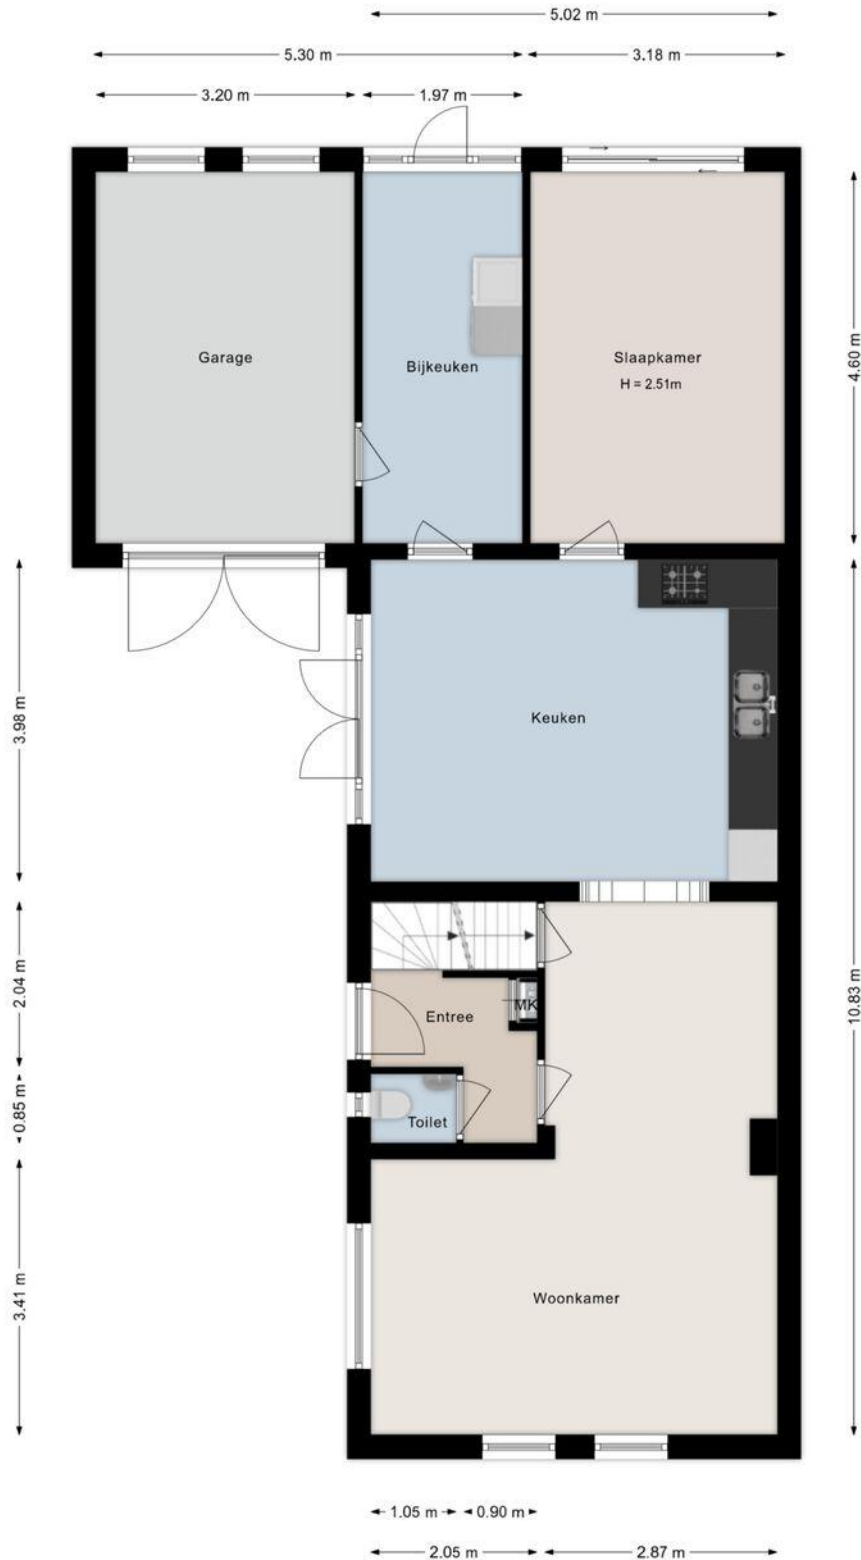 5.02 m
5.30 m
3.18 m
3.20 m
1.97 m
4.60 m
Garage
Bijkeuken
Slaapkamer
H = 2.51m
3.98 m
Keuken
2.04 m
10.83 m
MK
Entree
0.85 m
Toilet
3.41 m
Woonkamer
1.05 m
0.90 m
2.05 m
2.87 m